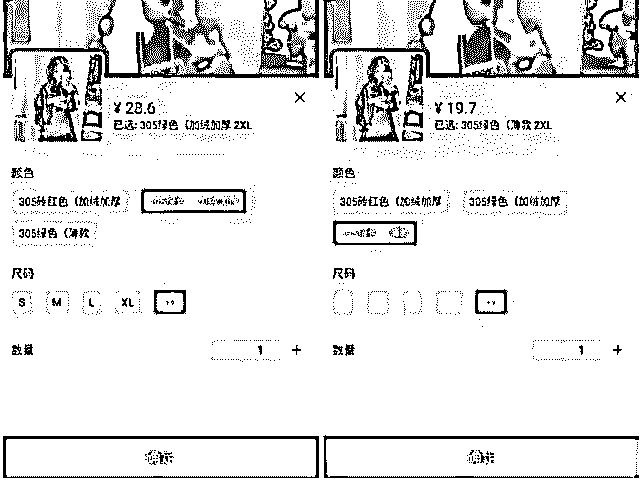 ¥ 28.6
已选: 305绿色 (加绒加厚 2XL
颜色
305砖红色 (加绒加厚
305绿色 (薄款
尺码
S M L XL
数量
1 +
确定
¥ 19.7
已选: 305绿色 (薄款 2XL
颜色
305砖红色 (加绒加厚 305绿色 (加绒加厚
尺码
数量
1 +
确定